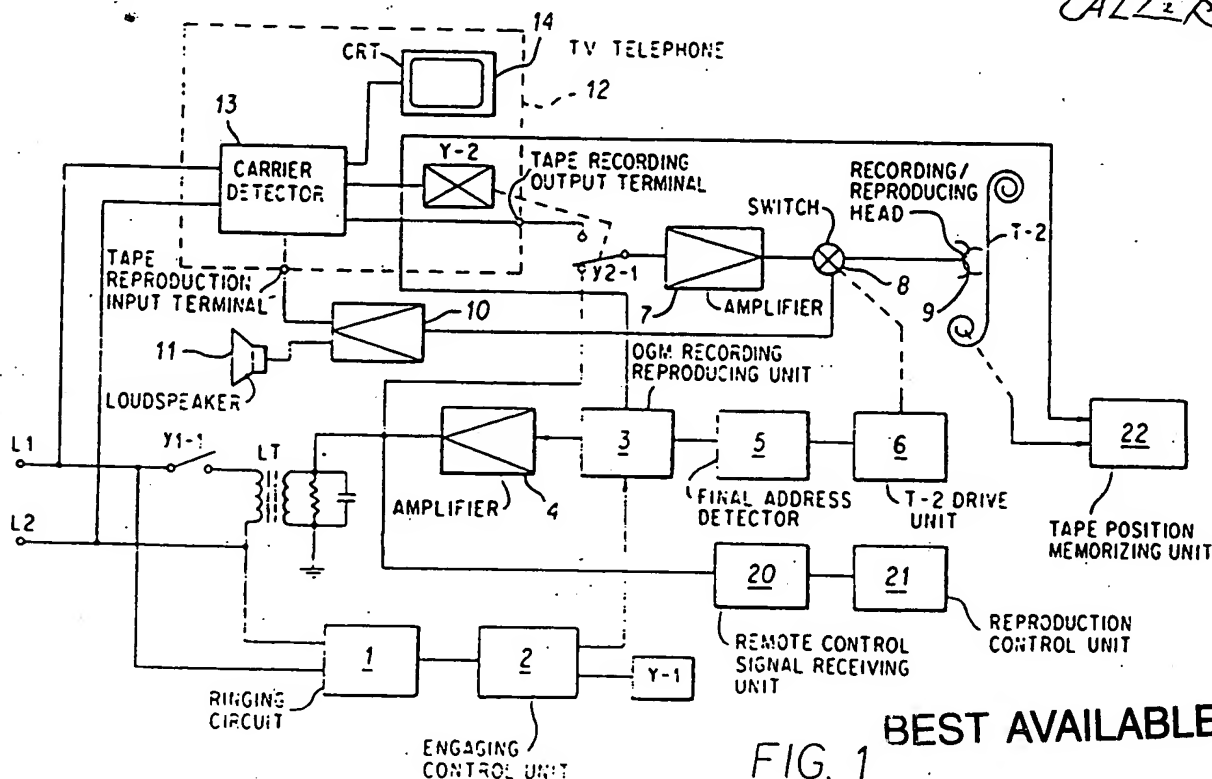 CALLER
14
TV TELEPHONE
CRT
12
13
CARRIER
DETECTOR
Y-2
TAPE RECORDING
OUTPUT TERMINAL
RECORDING/
REPRODUCING
HEAD
SWITCH
T-2
TAPE
REPRODUCTION
INPUT TERMINAL
Y2-1
7
AMPLIFIER
8
9
10
11
LOUDSPEAKER
OGM RECORDING
REPRODUCING UNIT
L1
Y1-1
LT
3
5
6
22
AMPLIFIER
4
FINAL ADDRESS
DETECTOR
T-2 DRIVE
UNIT
TAPE POSITION
MEMORIZING UNIT
L2
20
21
REMOTE CONTROL
SIGNAL RECEIVING
UNIT
REPRODUCTION
CONTROL UNIT
1
2
Y-1
RINGING
CIRCUIT
ENGAGING
CONTROL UNIT
FIG. 1
BEST AVAILABLE